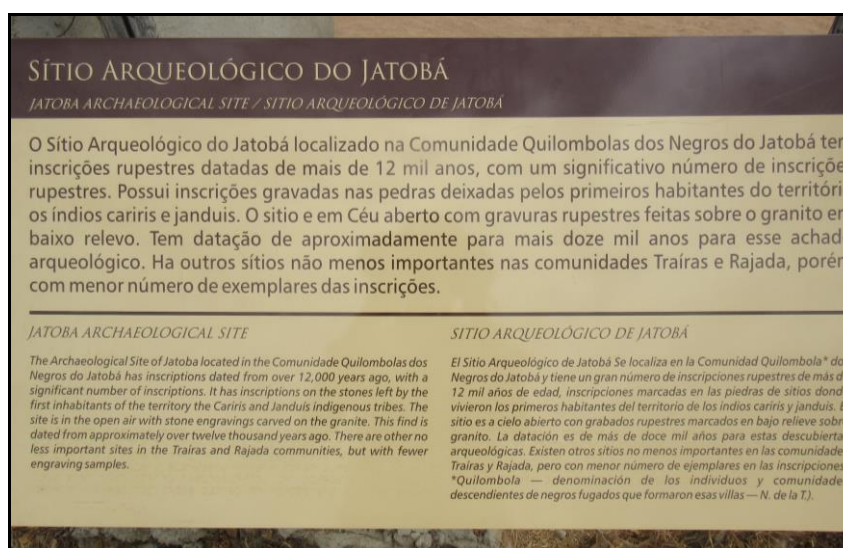 SÍTIO ARQUEOLÓGICO DO JATOBÁ
JATOBA ARCHAEOLOGICAL SITE / SITIO ARQUEOLÓGICO DE JATOBÁ
O Sítio Arqueológico do Jatobá localizado na Comunidade Quilombolas dos Negros do Jatobá ter
inscrições rupestres datadas de mais de 12 mil anos, com um significativo número de inscriçõe
rupestres. Possui inscrições gravadas nas pedras deixadas pelos primeiros habitantes do territóri
os índios cariris e janduis. O sitio e em Céu aberto com gravuras rupestres feitas sobre o granito er
baixo relevo. Tem datação de aproximadamente para mais doze mil anos para esse achad
arqueológico. Ha outros sítios não menos importantes nas comunidades Traíras e Rajada, porér
com menor número de exemplares das inscrições.
JATOBA ARCHAEOLOGICAL SITE
The Archaeological Site of Jatoba located in the Comunidade Quilombolas dos
Negros do Jatobá has inscriptions dated from over 12,000 years ago, with a
significant number of inscriptions. It has inscriptions on the stones left by the
first inhabitants of the territory the Cariris and Janduís indigenous tribes. The
site is in the open air with stone engravings carved on the granite. This find is
dated from approximately over twelve thousand years ago. There are other no
less important sites in the Trairas and Rajada communities, but with fewer
engraving samples.
SITIO ARQUEOLÓGICO DE JATOBÁ
El Sitio Arqueológico de Jatobá Se localiza en la Comunidad Quilombola* do
Negros do Jatobá y tiene un gran número de inscripciones rupestres de más d
12 mil años de edad, inscripciones marcadas en las piedras de sitios dond
vivieron los primeros habitantes del territorio de los indios cariris y janduis. E
sitio es a cielo abierto con grabados rupestres marcados en bajo relieve sobr
granito. La datación es de más de doce mil años para estas descubierta
arqueológicas. Existen otros sitios no menos importantes en las comunidade
Trairas y Rajada, pero con menor número de ejemplares en las inscripciones
*Quilombola — denominación de los individuos y comunidade
descendientes de negros fugados que formaron esas villas — N. de la T.).